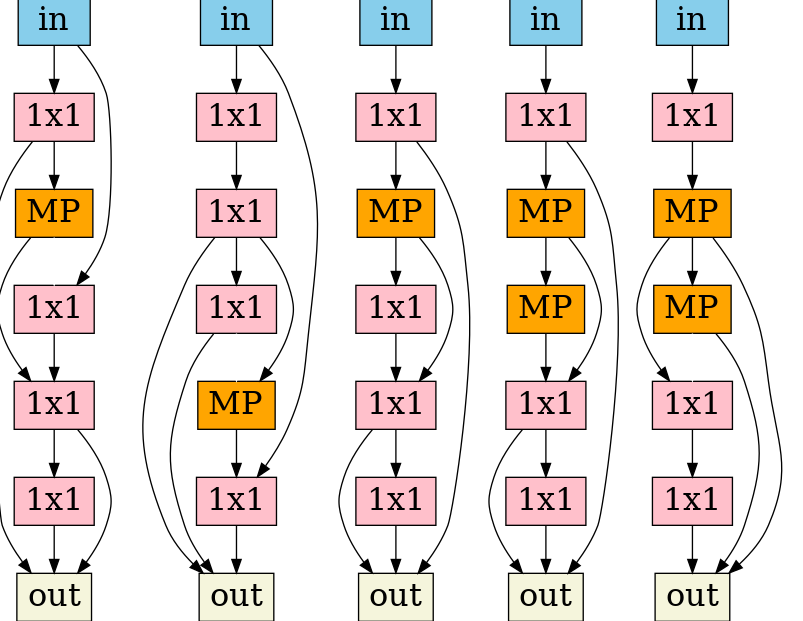 in in in in in
1x1 1x1 1x1 1x1 1x1
MP 1x1 MP MP MP
1x1 1x1 1x1 MP MP
1x1 MP 1x1 1x1 1x1
1x1 1x1 1x1 1x1 1x1
out out out out out